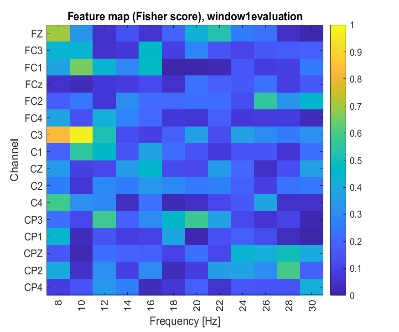 Feature map (Fisher score), window1evaluation
Channel
FZ
FC3
FC1
FCz
FC2
FC4
C3
C1
CZ
C2
C4
CP3
CP1
CPZ
CP2
CP4
8 10 12 14 16 18 20 22 24 26 28 30
Frequency [Hz]
1
0.9
0.8
0.7
0.6
0.5
0.4
0.3
0.2
0.1
0